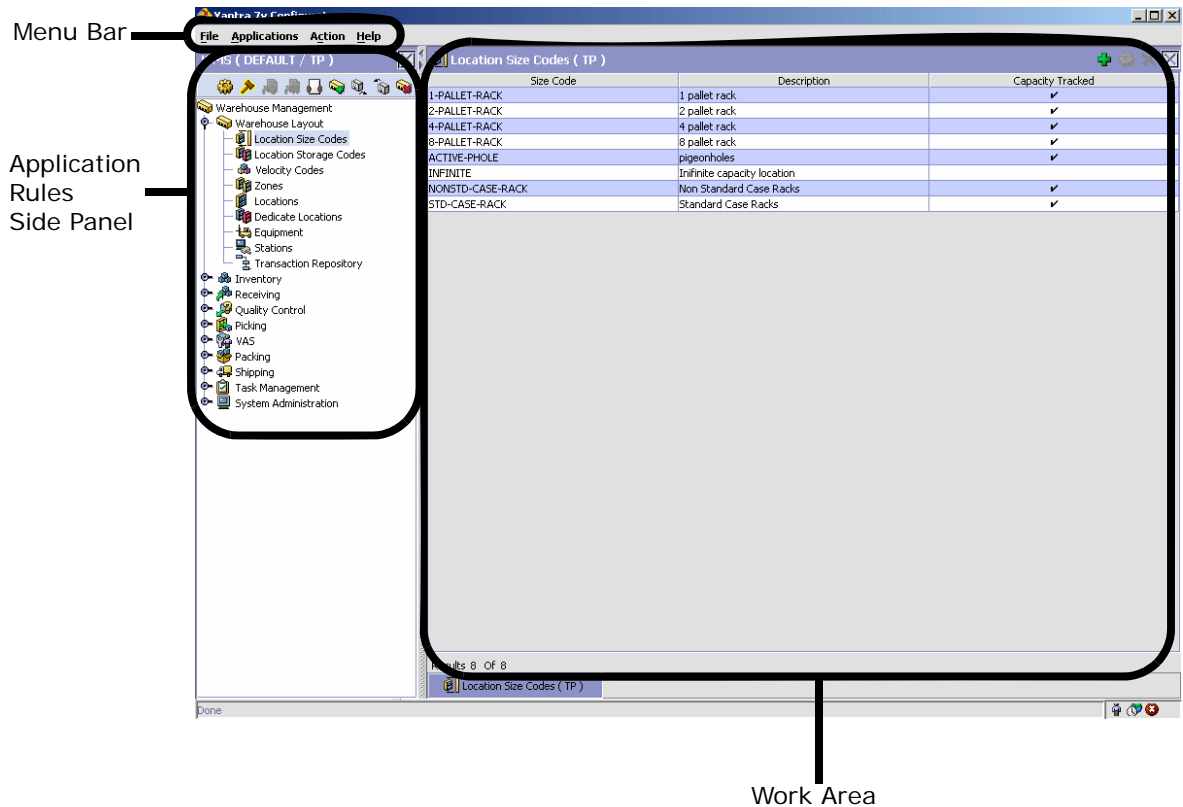 Menu Bar
Yantra 7x Configurator
File Applications Action Help
( DEFAULT / TP )
Location Size Codes ( TP )
Size Code Description Capacity Tracked
1-PALLET-RACK 1 pallet rack ✔
2-PALLET-RACK 2 pallet rack ✔
4-PALLET-RACK 4 pallet rack ✔
8-PALLET-RACK 8 pallet rack ✔
ACTIVE-PHOLE pigeonholes ✔
INFINITE Inifinite capacity location
NONSTD-CASE-RACK Non Standard Case Racks ✔
STD-CASE-RACK Standard Case Racks ✔
Application
Rules
Side Panel
Warehouse Management
Warehouse Layout
Location Size Codes
Location Storage Codes
Velocity Codes
Zones
Locations
Dedicate Locations
Equipment
Stations
Transaction Repository
Inventory
Receiving
Quality Control
Picking
VAS
Packing
Shipping
Task Management
System Administration
Results 8 Of 8
Location Size Codes ( TP )
Done
Work Area